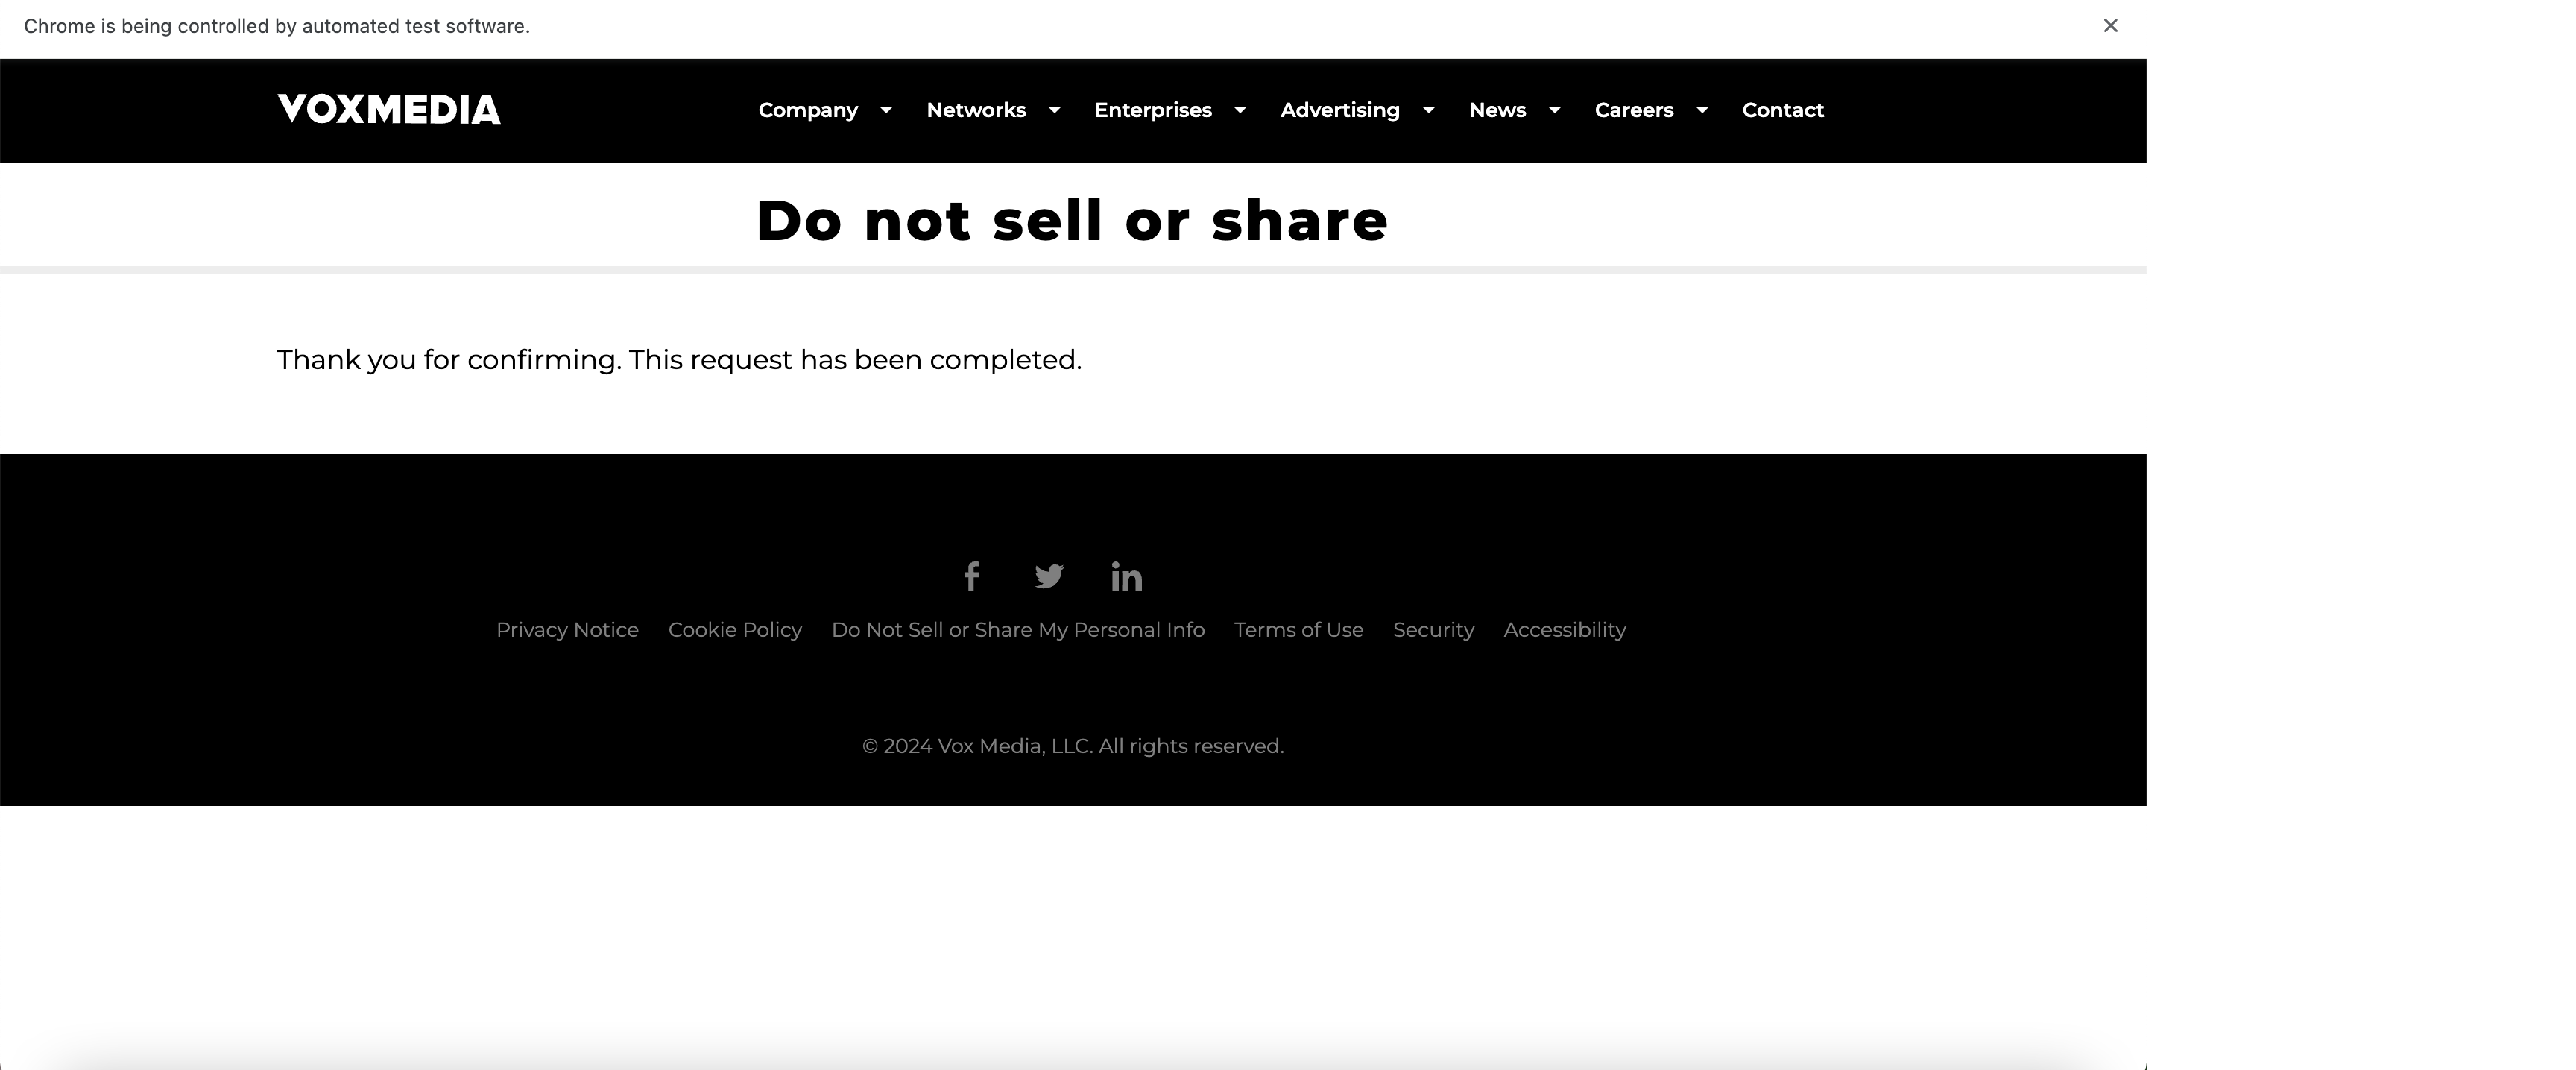 Chrome is being controlled by automated test software.
VOXMEDIA
Company Networks Enterprises Advertising News Careers Contact
Do not sell or share
Thank you for confirming. This request has been completed.
Privacy Notice Cookie Policy Do Not Sell or Share My Personal Info Terms of Use Security Accessibility
© 2024 Vox Media, LLC. All rights reserved.